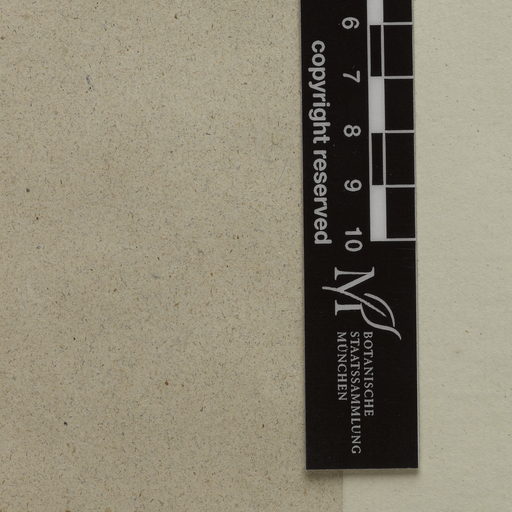 6 7 8 9 10
copyright reserved
M
BOTANISCHE
STAATSSAMMLUNG
MÜNCHEN